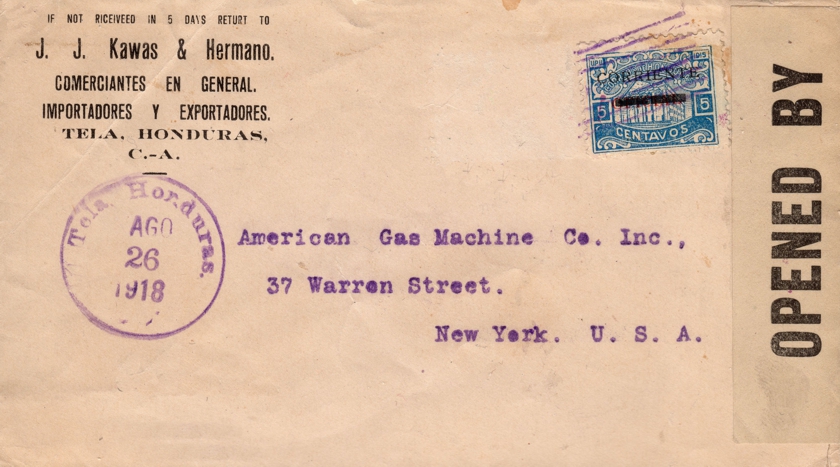 IF NOT RICEIVEED IN 5 DAYS RETURT TO
J. J. Kawas & Hermano.
COMERCIANTES EN GENERAL.
IMPORTADORES Y EXPORTADORES.
TELA, HONDURAS,
C.-A.
UPU 1915
CORRIENTE
5 5
CENTAVOS
Tela, Honduras.
AGO
26
1918
American Gas Machine Co. Inc.,
37 Warren Street.
New York. U. S. A.
OPENED BY